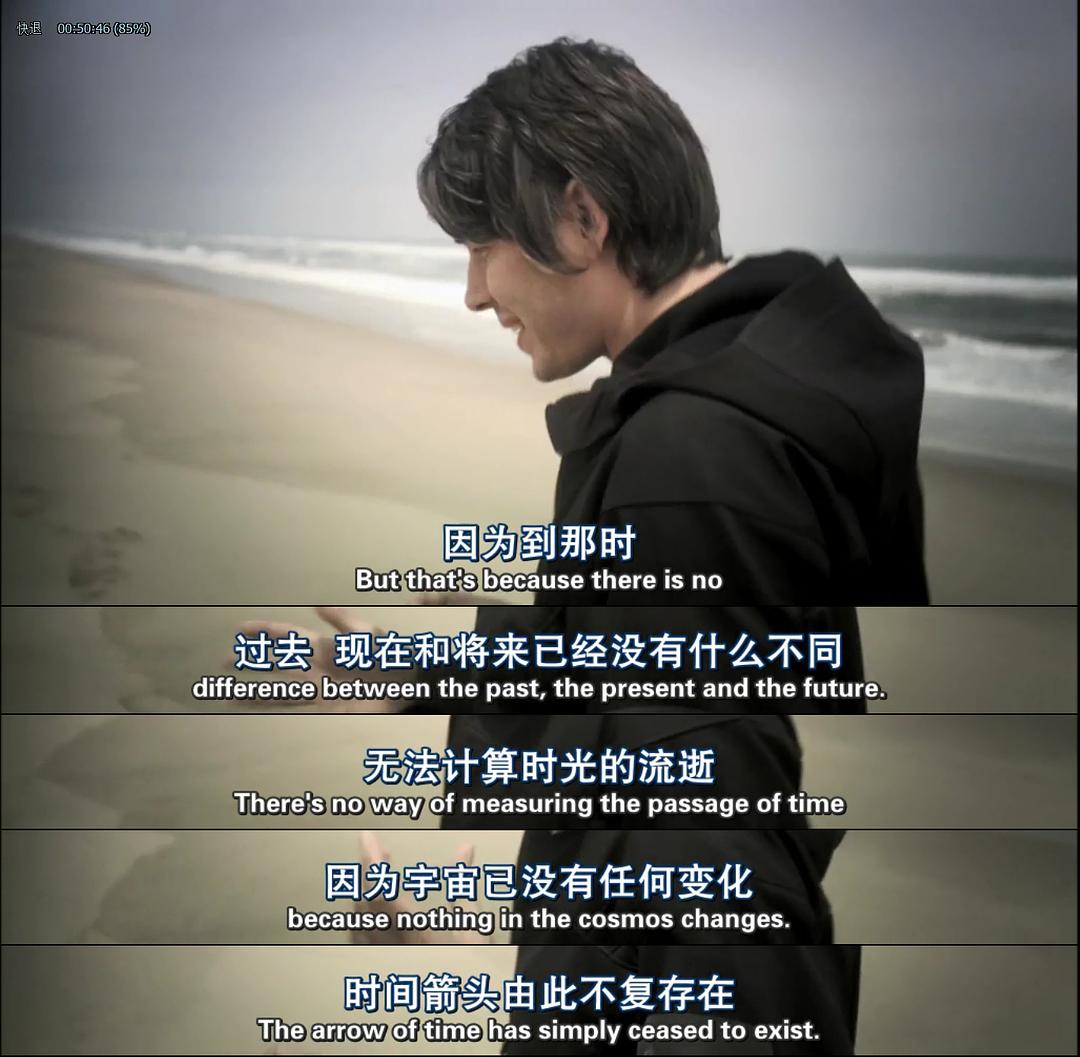 快退 00:50:46 (85%)
因为到那时
But that's because there is no
过去 现在和将来已经没有什么不同
difference between the past, the present and the future.
无法计算时光的流逝
There's no way of measuring the passage of time
因为宇宙已没有任何变化
because nothing in the cosmos changes.
时间箭头由此不复存在
The arrow of time has simply ceased to exist.